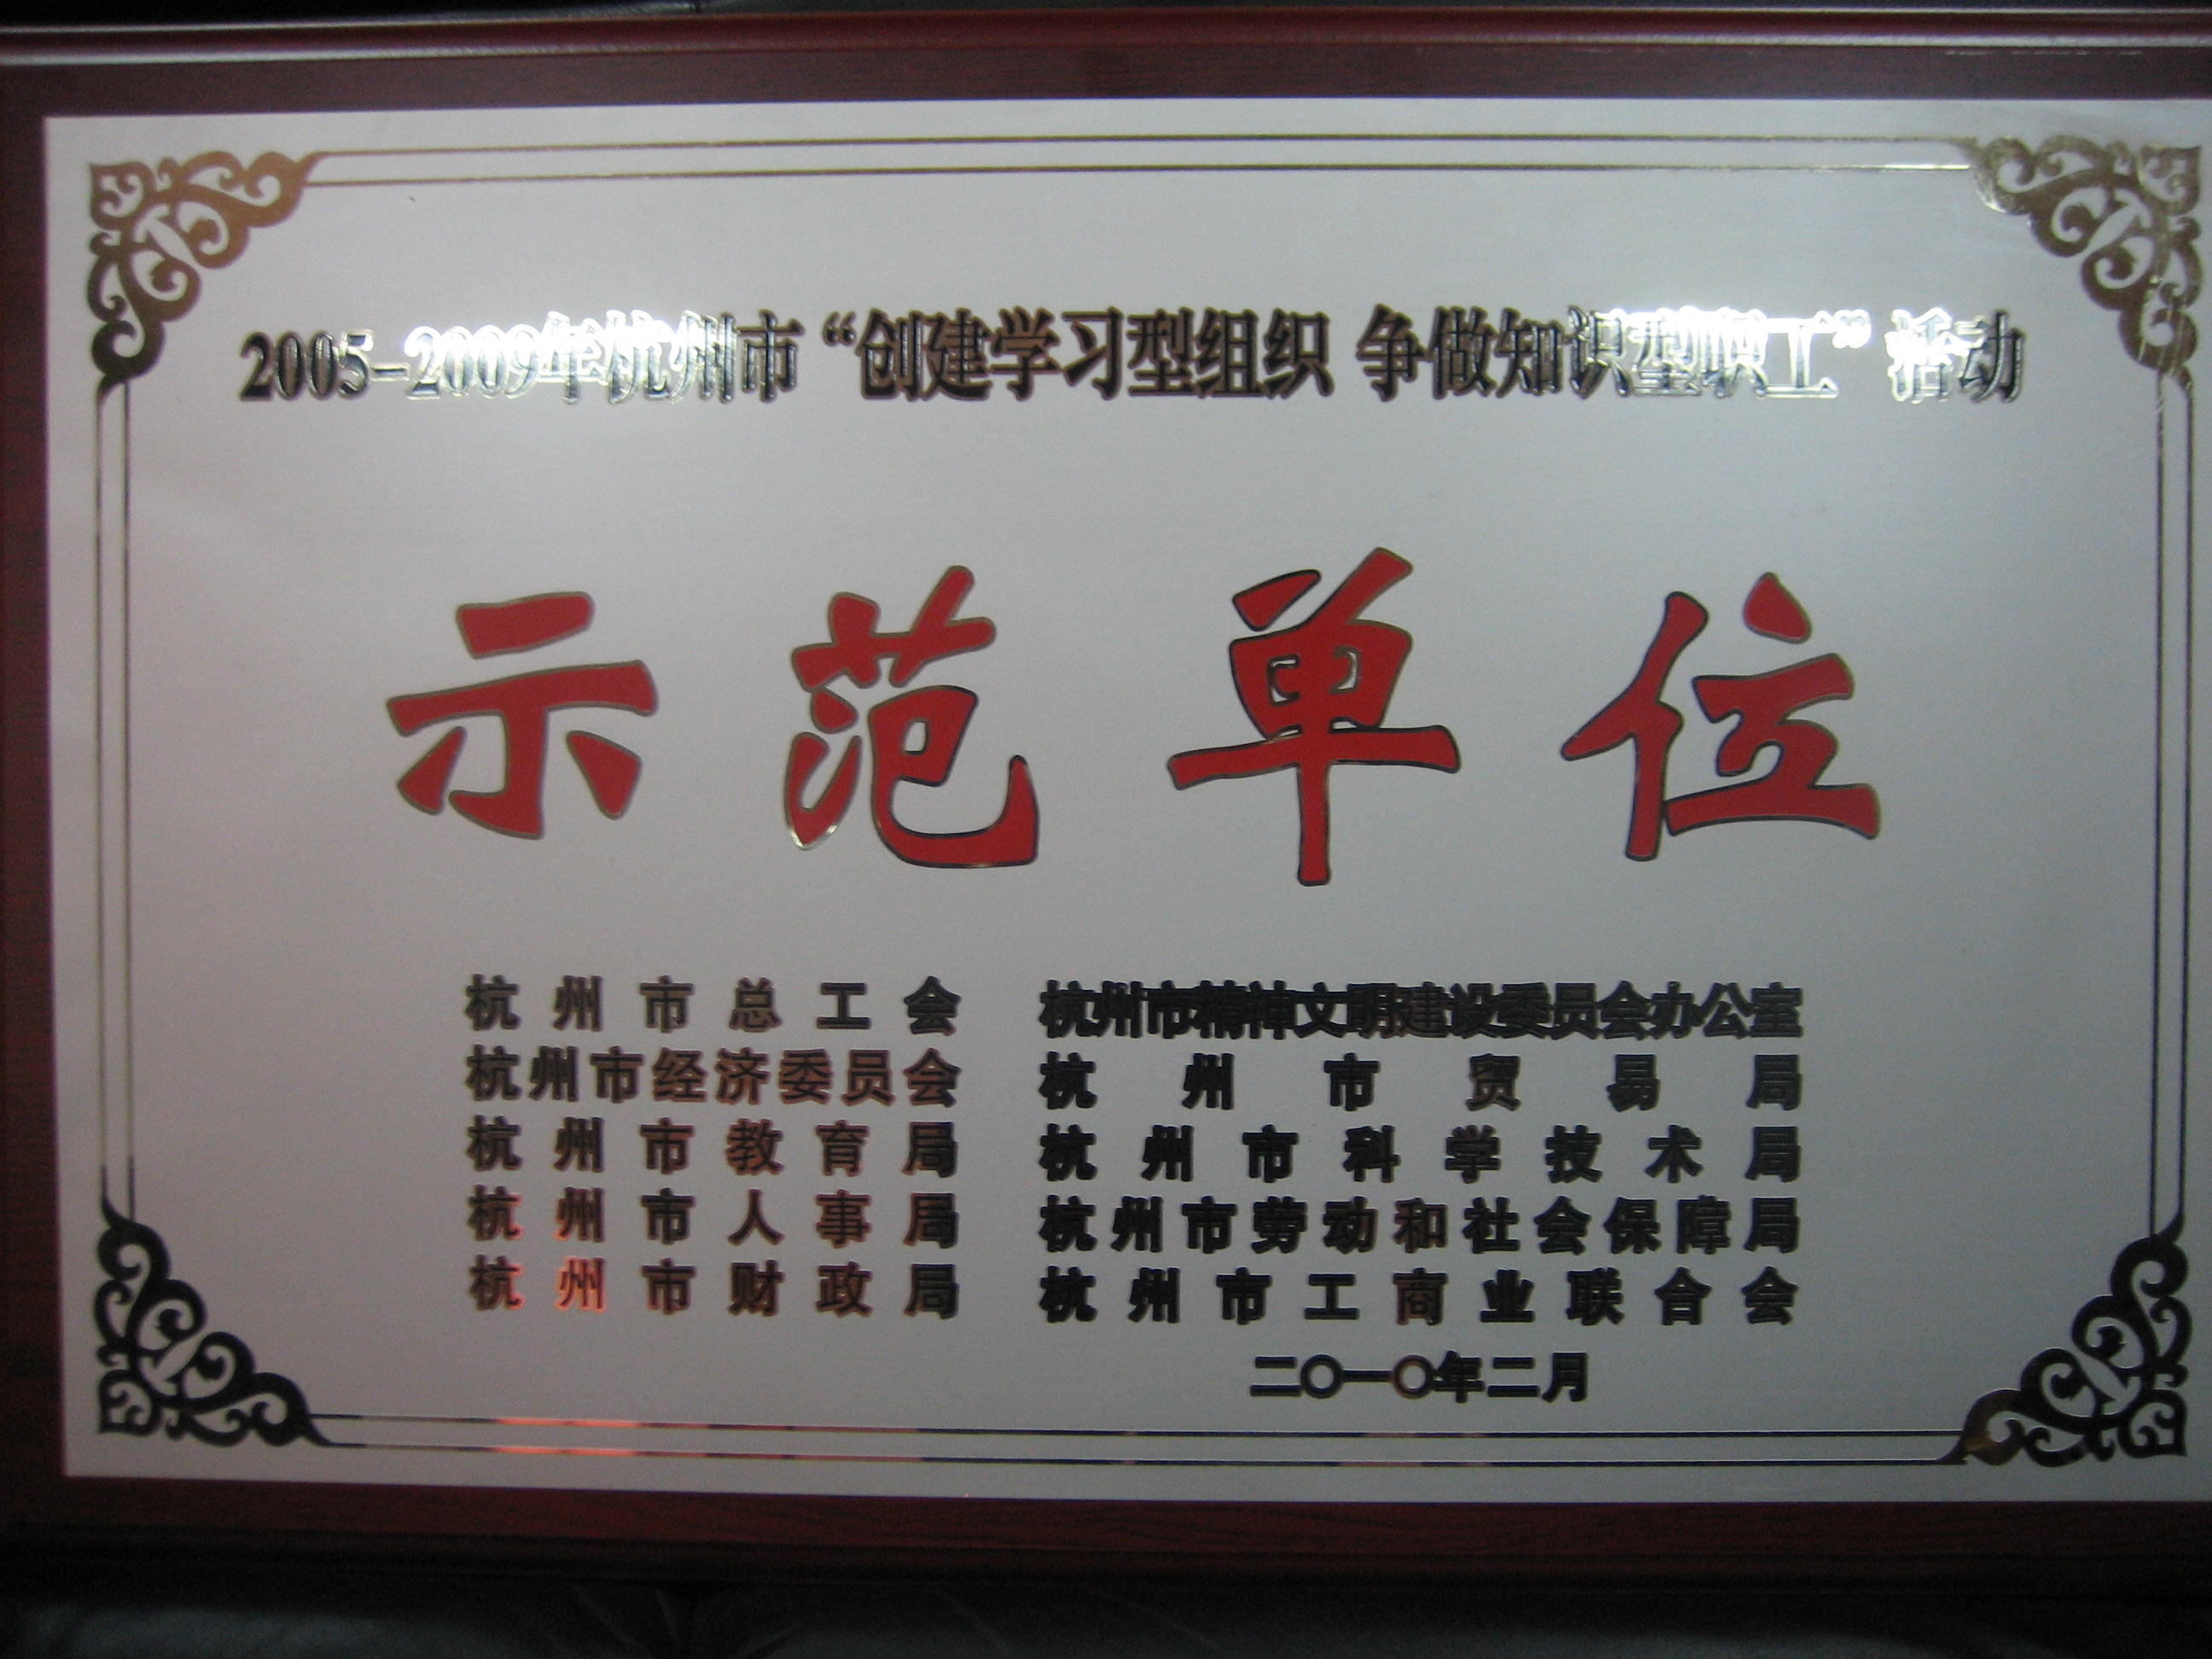 2005-2009年杭州市“创建学习型组织 争做知识型职工”活动
示范单位
杭州市总工会 杭州市精神文明建设委员会办公室
杭州市经济委员会 杭州市贸易局
杭州市教育局 杭州市科学技术局
杭州市人事局 杭州市劳动和社会保障局
杭州市财政局 杭州市工商业联合会
二〇一〇年二月